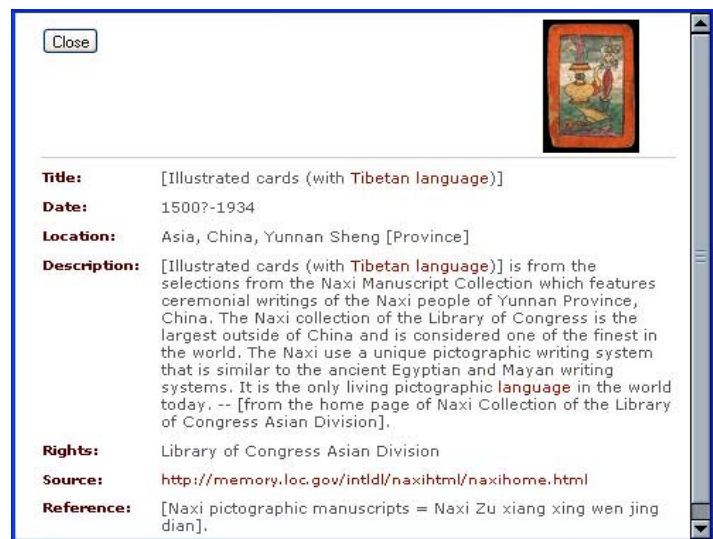 Close
Title: [Illustrated cards (with Tibetan language)]
Date: 1500?-1934
Location: Asia, China, Yunnan Sheng [Province]
Description: [Illustrated cards (with Tibetan language)] is from the
selections from the Naxi Manuscript Collection which features
ceremonial writings of the Naxi people of Yunnan Province,
China. The Naxi collection of the Library of Congress is the
largest outside of China and is considered one of the finest in
the world. The Naxi use a unique pictographic writing system
that is similar to the ancient Egyptian and Mayan writing
systems. It is the only living pictographic language in the world
today. -- [from the home page of Naxi Collection of the Library
of Congress Asian Division].
Rights: Library of Congress Asian Division
Source: http://memory.loc.gov/intldl/naxihtml/naxihome.html
Reference: [Naxi pictographic manuscripts = Naxi Zu xiang xing wen jing
dian].